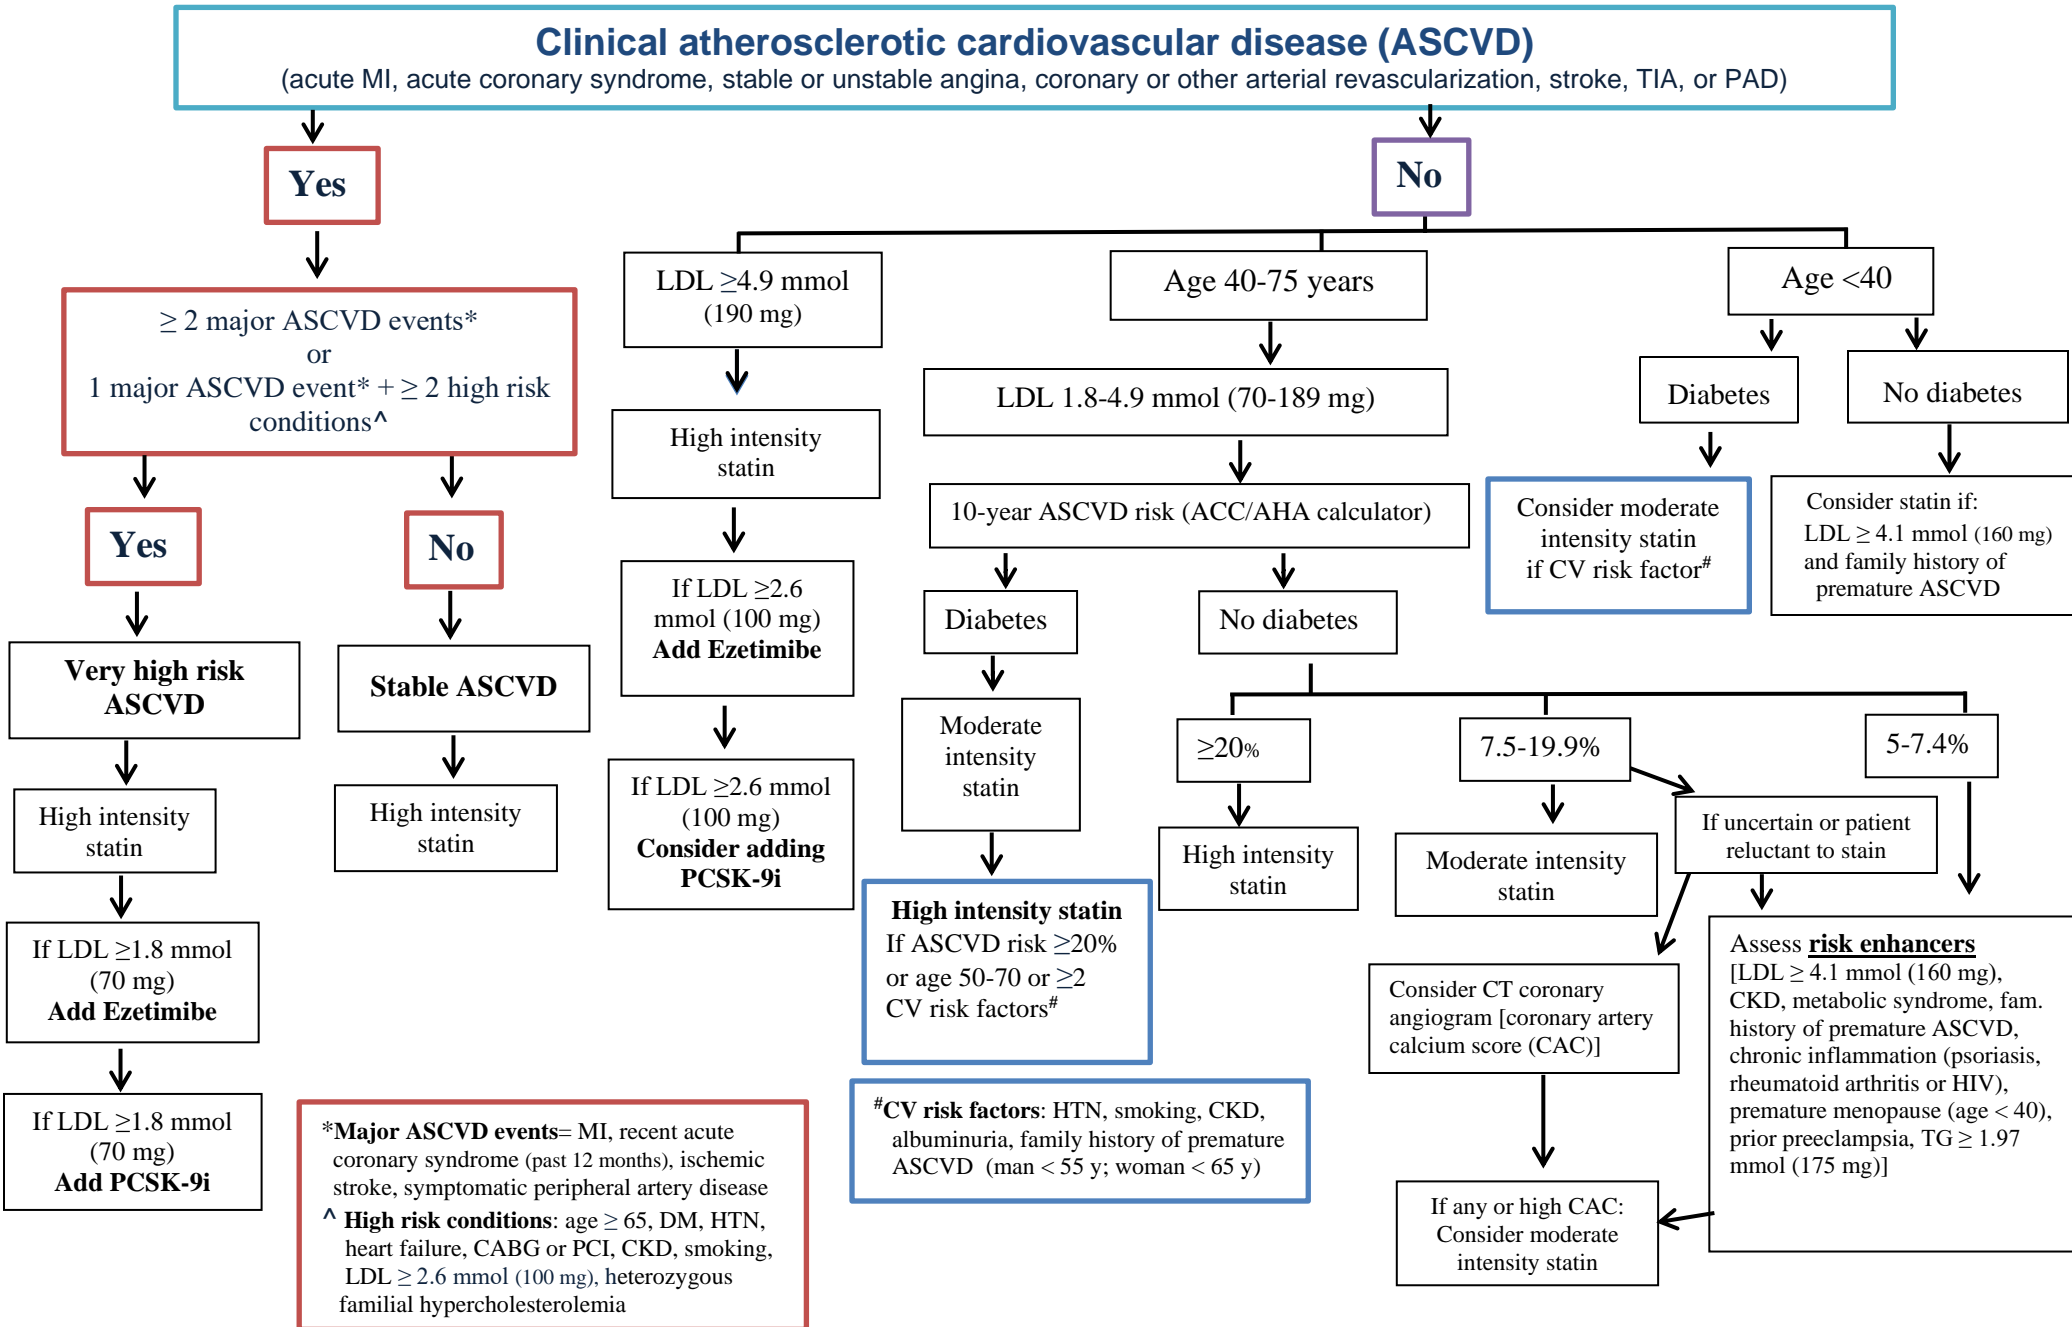 Clinical atherosclerotic cardiovascular disease (ASCVD)
(acute MI, acute coronary syndrome, stable or unstable angina, coronary or other arterial revascularization, stroke, TIA, or PAD)
Yes
≥ 2 major ASCVD events*
or
1 major ASCVD event* + ≥ 2 high risk
conditions^
Yes
Very high risk
ASCVD
High intensity
statin
If LDL ≥1.8 mmol
(70 mg)
Add Ezetimibe
If LDL ≥1.8 mmol
(70 mg)
Add PCSK-9i
No
Stable ASCVD
High intensity
statin
*Major ASCVD events= MI, recent acute
coronary syndrome (past 12 months), ischemic
stroke, symptomatic peripheral artery disease
^ High risk conditions: age ≥ 65, DM, HTN,
heart failure, CABG or PCI, CKD, smoking,
LDL ≥ 2.6 mmol (100 mg), heterozygous
familial hypercholesterolemia
No
LDL ≥4.9 mmol
(190 mg)
High intensity
statin
If LDL ≥2.6
mmol (100 mg)
Add Ezetimibe
If LDL ≥2.6 mmol
(100 mg)
Consider adding
PCSK-9i
Age 40-75 years
LDL 1.8-4.9 mmol (70-189 mg)
10-year ASCVD risk (ACC/AHA calculator)
Diabetes
Moderate
intensity
statin
High intensity statin
If ASCVD risk ≥20%
or age 50-70 or ≥2
CV risk factors#
#CV risk factors: HTN, smoking, CKD,
albuminuria, family history of premature
ASCVD (man < 55 y; woman < 65 y)
No diabetes
≥20%
High intensity
statin
7.5-19.9%
Moderate intensity
statin
If uncertain or patient
reluctant to stain
Consider CT coronary
angiogram [coronary artery
calcium score (CAC)]
If any or high CAC:
Consider moderate
intensity statin
5-7.4%
Assess risk enhancers
[LDL ≥ 4.1 mmol (160 mg),
CKD, metabolic syndrome, fam.
history of premature ASCVD,
chronic inflammation (psoriasis,
rheumatoid arthritis or HIV),
premature menopause (age < 40),
prior preeclampsia, TG ≥ 1.97
mmol (175 mg)]
Age <40
Diabetes
Consider moderate
intensity statin
if CV risk factor#
No diabetes
Consider statin if:
LDL ≥ 4.1 mmol (160 mg)
and family history of
premature ASCVD